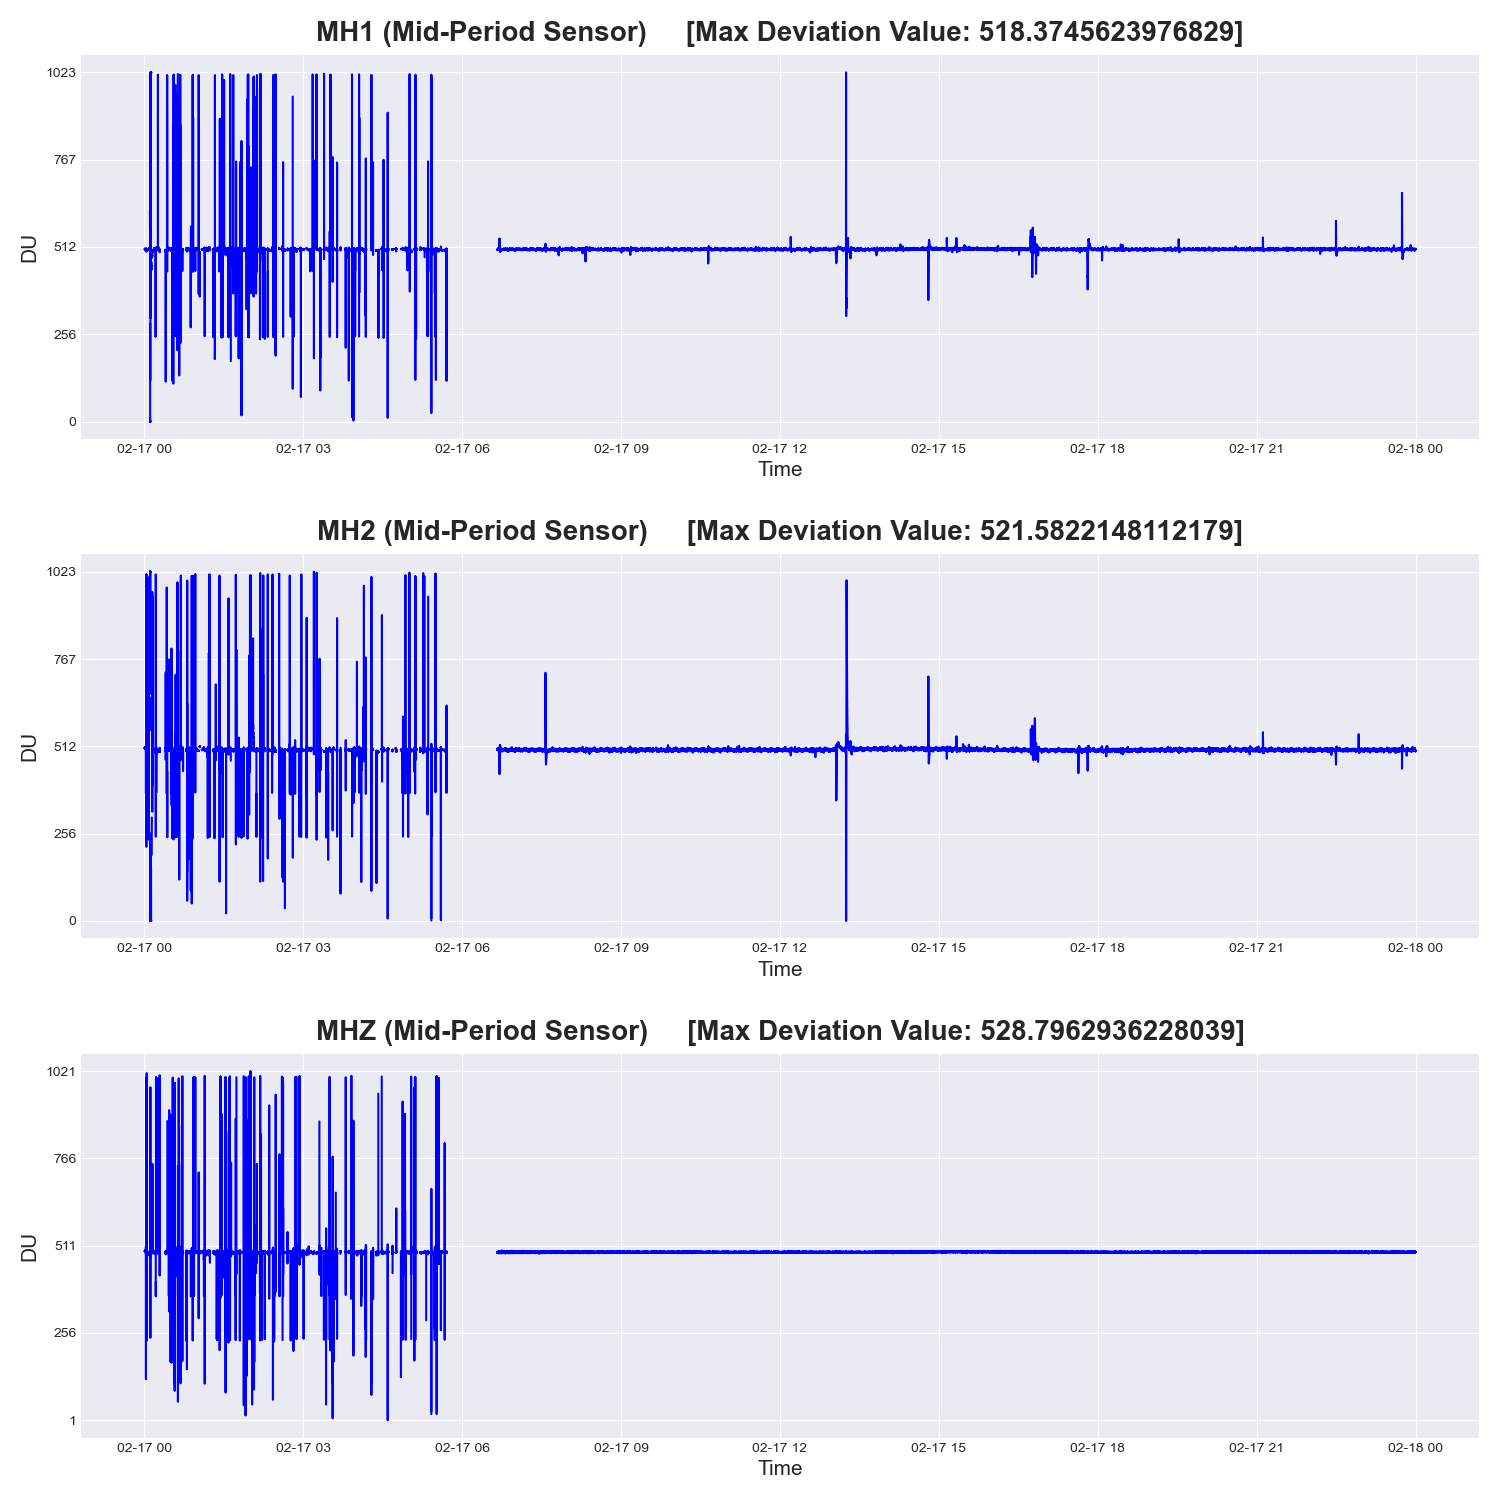 MH1 (Mid-Period Sensor) [Max Deviation Value: 518.3745623976829]
1023
767
512
256
0
DU
02-17 00 02-17 03 02-17 06 02-17 09 02-17 12 02-17 15 02-17 18 02-17 21 02-18 00
Time
MH2 (Mid-Period Sensor) [Max Deviation Value: 521.5822148112179]
1023
767
512
256
0
DU
02-17 00 02-17 03 02-17 06 02-17 09 02-17 12 02-17 15 02-17 18 02-17 21 02-18 00
Time
MHZ (Mid-Period Sensor) [Max Deviation Value: 528.7962936228039]
1021
766
511
256
1
DU
02-17 00 02-17 03 02-17 06 02-17 09 02-17 12 02-17 15 02-17 18 02-17 21 02-18 00
Time